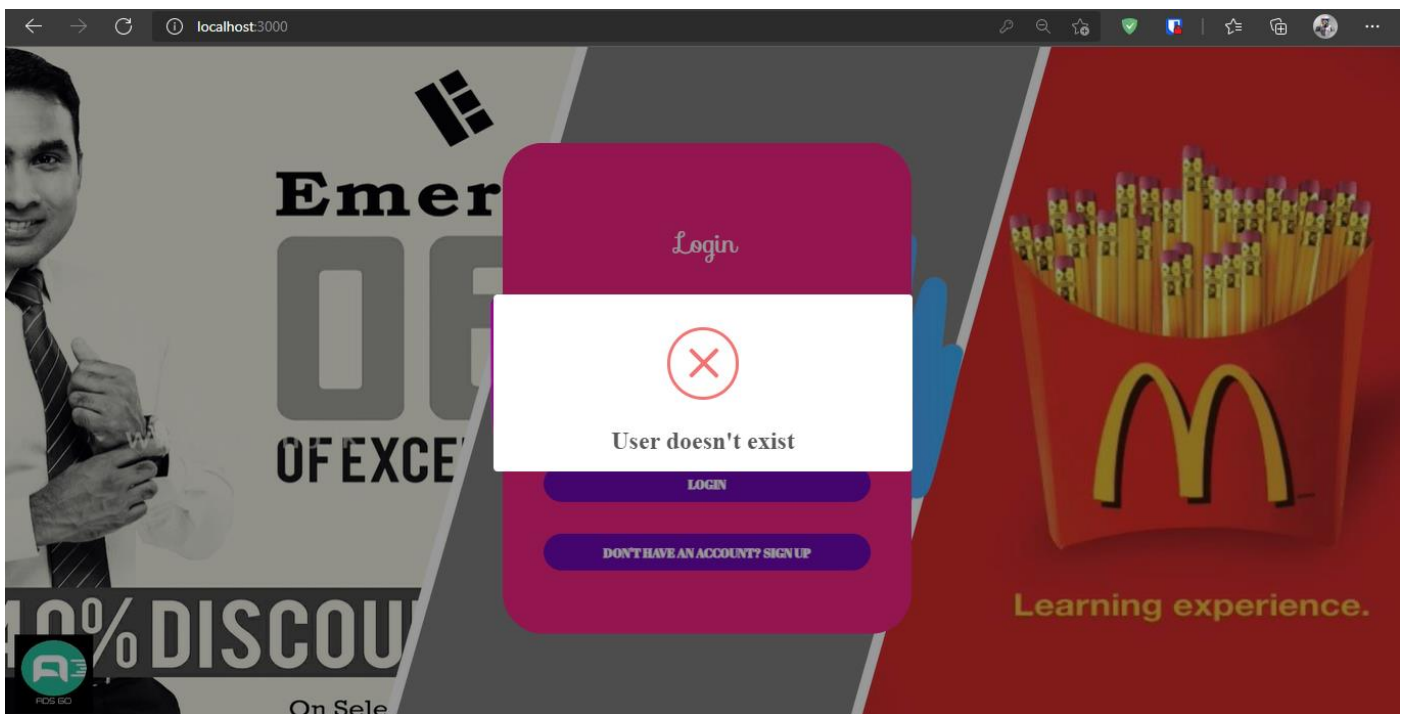 localhost:3000
Emer
OF EXCE
40% DISCOU
On Sele
ADS GO
Login
User doesn't exist
LOGIN
DON'T HAVE AN ACCOUNT? SIGN UP
Learning experience.